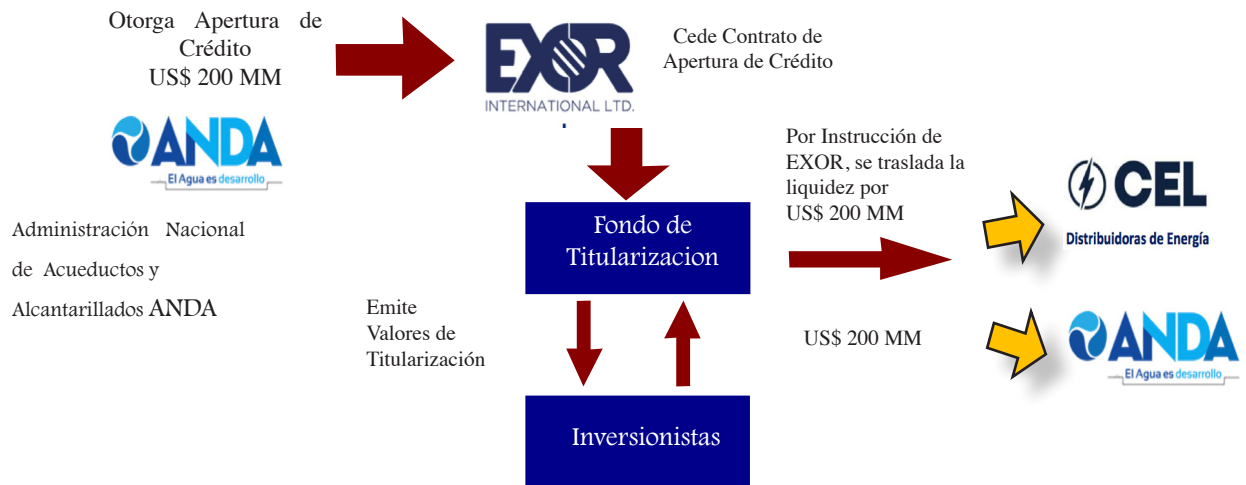 Otorga Apertura de
Crédito
US$ 200 MM
ANDA
El Agua es desarrollo
Administración Nacional
de Acueductos y
Alcantarillados ANDA
EXOR
INTERNATIONAL LTD.
Cede Contrato de
Apertura de Crédito
Fondo de
Titularizacion
Emite
Valores de
Titularización
Inversionistas
Por Instrucción de
EXOR, se traslada la
liquidez por
US$ 200 MM
CEL
Distribuidoras de Energía
US$ 200 MM
ANDA
El Agua es desarrollo